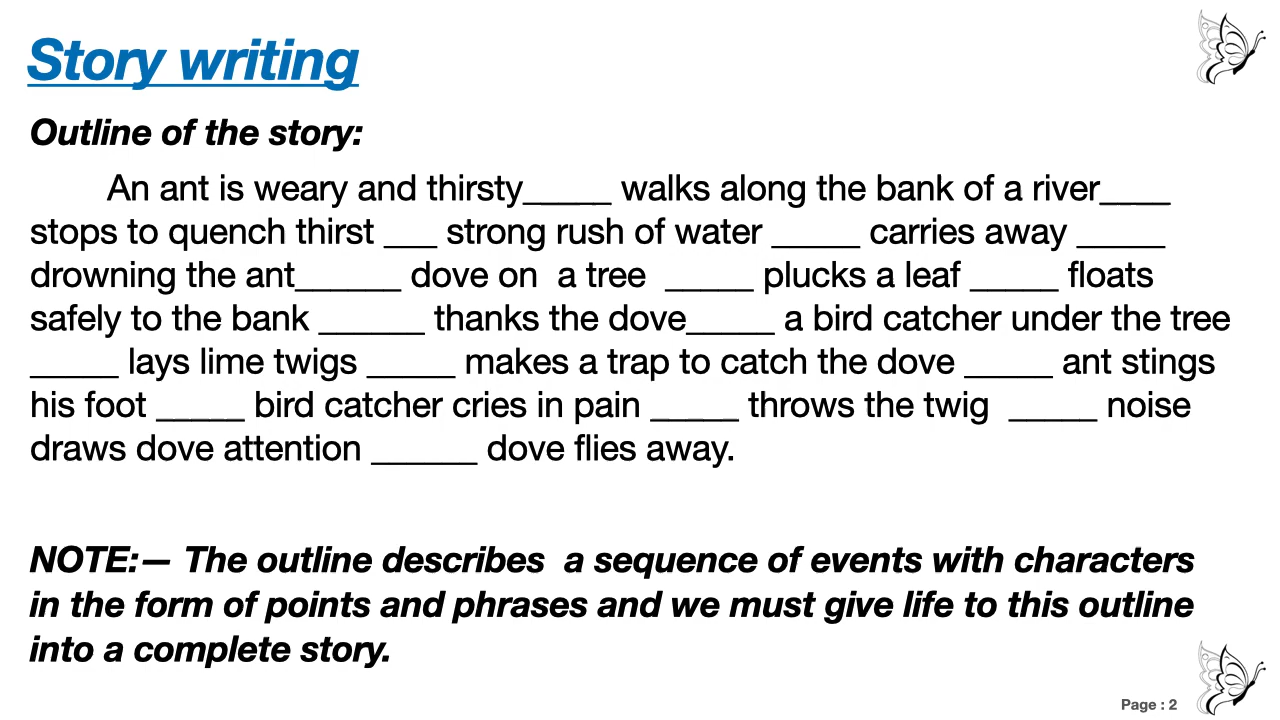 Story writing
Outline of the story:
An ant is weary and thirsty_____ walks along the bank of a river____
stops to quench thirst ___ strong rush of water _____ carries away _____
drowning the ant______ dove on a tree _____ plucks a leaf _____ floats
safely to the bank ______ thanks the dove_____ a bird catcher under the tree
_____ lays lime twigs _____ makes a trap to catch the dove _____ ant stings
his foot _____ bird catcher cries in pain _____ throws the twig _____ noise
draws dove attention ______ dove flies away.
NOTE:— The outline describes a sequence of events with characters
in the form of points and phrases and we must give life to this outline
into a complete story.
Page : 2